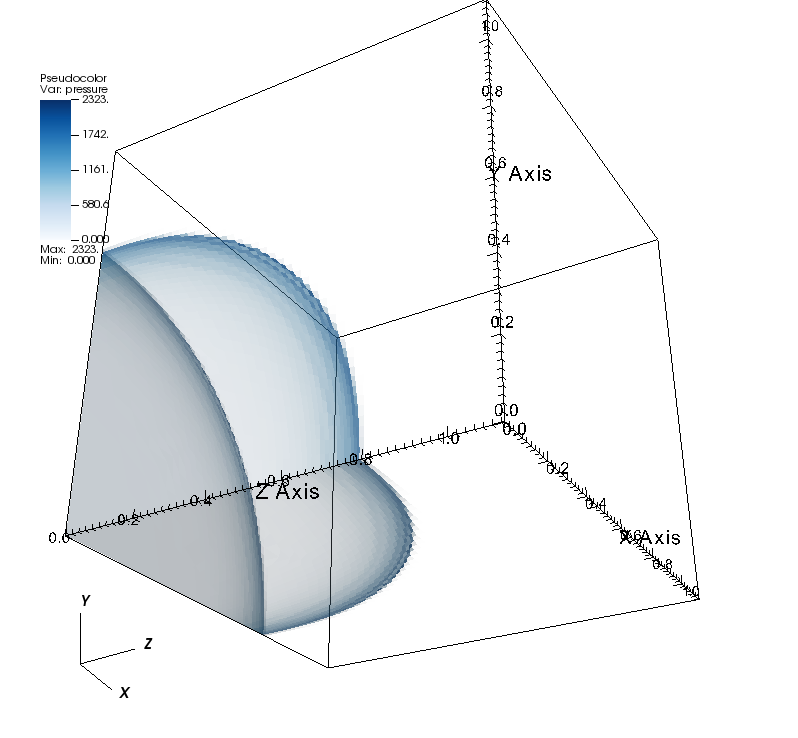 Pseudocolor
Var: pressure
2323.
1742.
1161.
580.6
0.000
Max: 2323.
Min: 0.000
1.0
0.8
0.6
Y Axis
0.4
0.2
0.0
0.0
1.0
0.8
0.6
Z Axis
0.4
0.2
0.0
0.2
0.4
0.6
X Axis
0.8
1.0
Y
Z
X